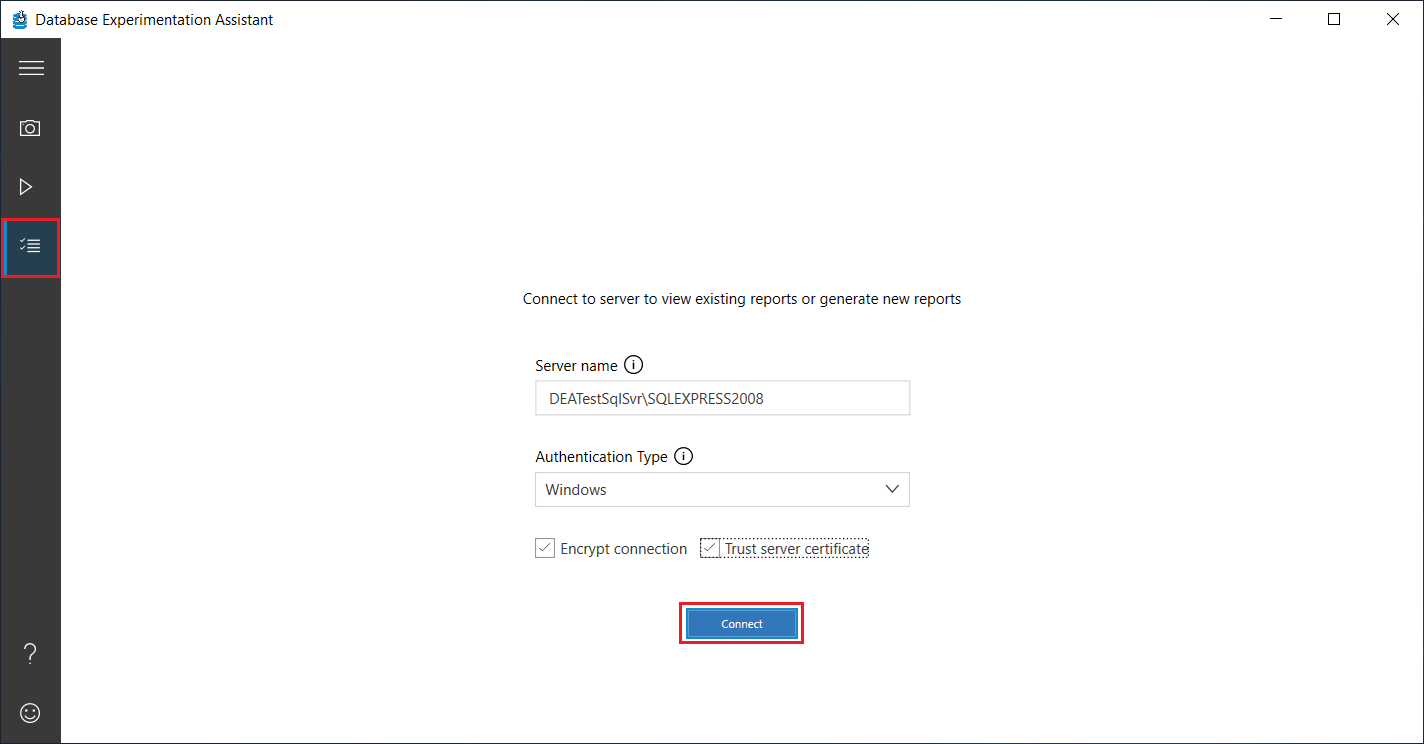 Database Experimentation Assistant
Connect to server to view existing reports or generate new reports
Server name
DEATestSqlSvr\SQLEXPRESS2008
Authentication Type
Windows
Encrypt connection Trust server certificate
Connect